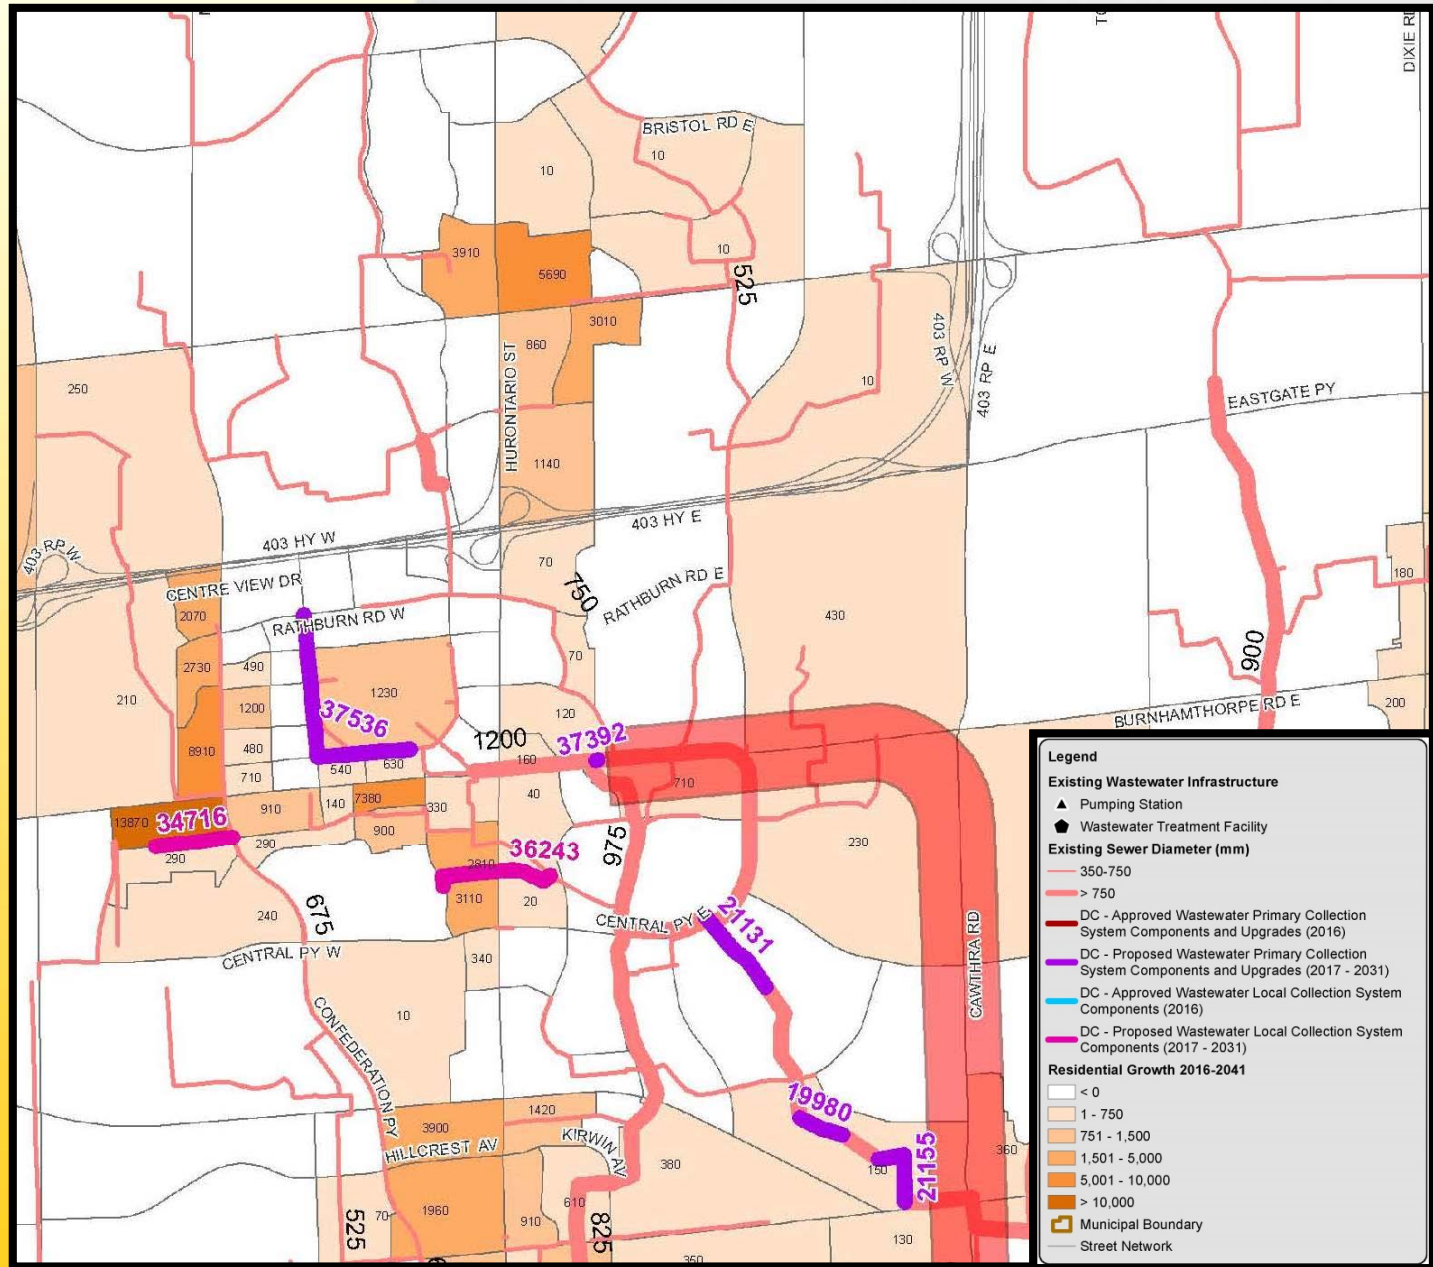 DIXIE RD
BRISTOL RD E
10
10
10
3910
5690
525
3010
860
HURONTARIO ST
403 RP W
403 RP E
250
10
EASTGATE PY
1140
403 HY E
403 HY W
403 RP W
70
750
CENTRE VIEW DR
RATHBURN RD E
180
2070
RATHBURN RD W
430
900
2730
490
70
1230
210
1200
37536
120
200
BURNHAMTHORPE RD E
8910
480
1200
37392
160
710
540
630
710
40
140
7380
330
910
13870
34716
900
290
290
975
36243
230
2810
3110
20
240
675
CENTRAL PY E
21131
CENTRAL PY W
340
CAWTHRA RD
10
CONFEDERATION PY
19980
1420
3900
HILLCREST AV
KIRWIN AV
380
150
21155
360
1960
70
525
910
610
825
130
350
Legend
Existing Wastewater Infrastructure
Pumping Station
Wastewater Treatment Facility
Existing Sewer Diameter (mm)
350-750
> 750
DC - Approved Wastewater Primary Collection
System Components and Upgrades (2016)
DC - Proposed Wastewater Primary Collection
System Components and Upgrades (2017 - 2031)
DC - Approved Wastewater Local Collection System
Components (2016)
DC - Proposed Wastewater Local Collection System
Components (2017 - 2031)
Residential Growth 2016-2041
< 0
1 - 750
751 - 1,500
1,501 - 5,000
5,001 - 10,000
> 10,000
Municipal Boundary
Street Network